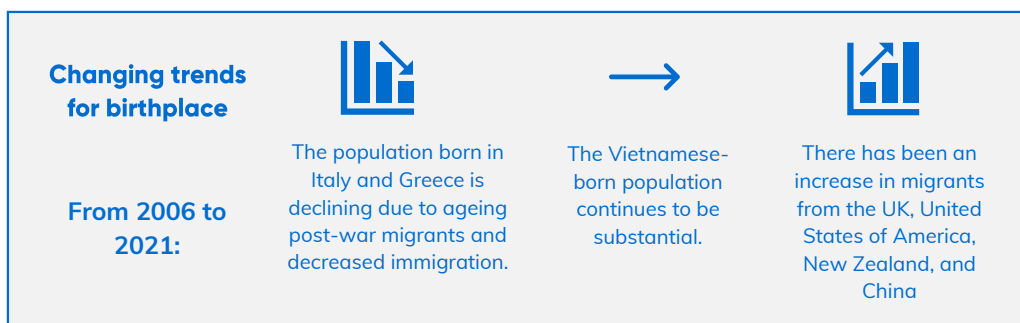 Changing trends
for birthplace
From 2006 to
2021:
The population born in
Italy and Greece is
declining due to ageing
post-war migrants and
decreased immigration.
The Vietnamese-
born population
continues to be
substantial.
There has been an
increase in migrants
from the UK, United
States of America,
New Zealand, and
China